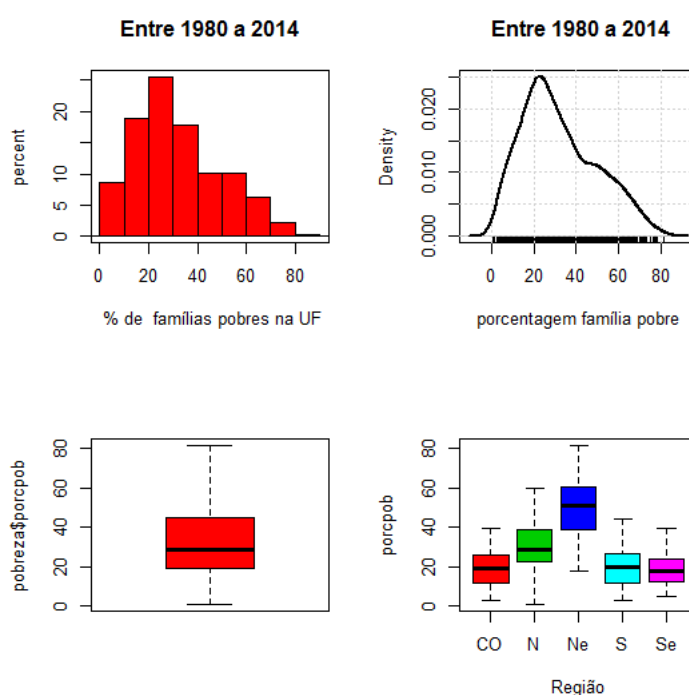 Entre 1980 a 2014
percent
20
10
5
0
0 20 40 60 80
% de famílias pobres na UF
Entre 1980 a 2014
Density
0.020
0.010
0.000
0 20 40 60 80
porcentagem família pobre
pobreza$porcpob
80
60
40
20
0
porcpob
80
60
40
20
0
CO N Ne S Se
Região